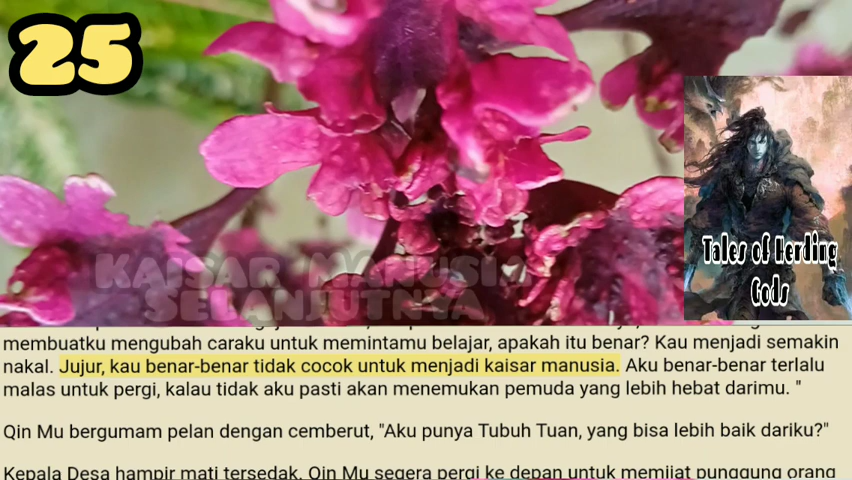 25
Tales of Herding
Gods
KAISAR MANUSIA
SELANJUTNYA
membuatku mengubah caraku untuk memintamu belajar, apakah itu benar? Kau menjadi semakin
nakal. Jujur, kau benar-benar tidak cocok untuk menjadi kaisar manusia. Aku benar-benar terlalu
malas untuk pergi, kalau tidak aku pasti akan menemukan pemuda yang lebih hebat darimu. "
Qin Mu bergumam pelan dengan cemberut, "Aku punya Tubuh Tuan, yang bisa lebih baik dariku?"
Kepala Desa hampir mati tersedak. Qin Mu segera pergi ke depan untuk memijat punggung orang